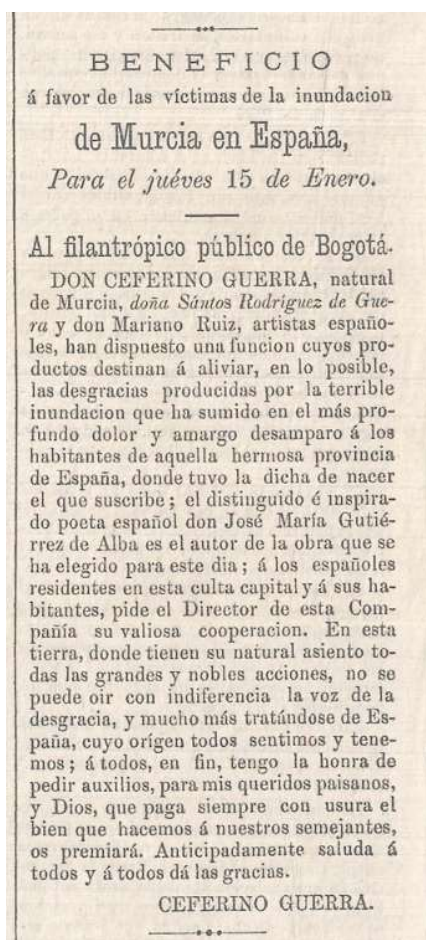 BENEFICIO
á favor de las víctimas de la inundacion
de Murcia en España,
Para el juéves 15 de Enero.
Al filantrópico público de Bogotá.
DON CEFERINO GUERRA, natural
de Murcia, doña Sántos Rodríguez de Gue-
ra y don Mariano Ruiz, artistas españo-
les, han dispuesto una funcion cuyos pro-
ductos destinan á aliviar, en lo posible,
las desgracias producidas por la terrible
inundacion que ha sumido en el más pro-
fundo dolor y amargo desamparo á los
habitantes de aquella hermosa provincia
de España, donde tuvo la dicha de nacer
el que suscribe; el distinguido é inspira-
do poeta español don José María Gutié-
rrez de Alba es el autor de la obra que se
ha elegido para este dia; á los españoles
residentes en esta culta capital y á sus ha-
bitantes, pide el Director de esta Com-
pañía su valiosa cooperacion. En esta
tierra, donde tienen su natural asiento to-
das las grandes y nobles acciones, no se
puede oir con indiferencia la voz de la
desgracia, y mucho más tratándose de Es-
paña, cuyo orígen todos sentimos y tene-
mos; á todos, en fin, tengo la honra de
pedir auxilios, para mis queridos paisanos,
y Dios, que paga siempre con usura el
bien que hacemos á nuestros semejantes,
os premiará. Anticipadamente saluda á
todos y á todos dá las gracias.
CEFERINO GUERRA.